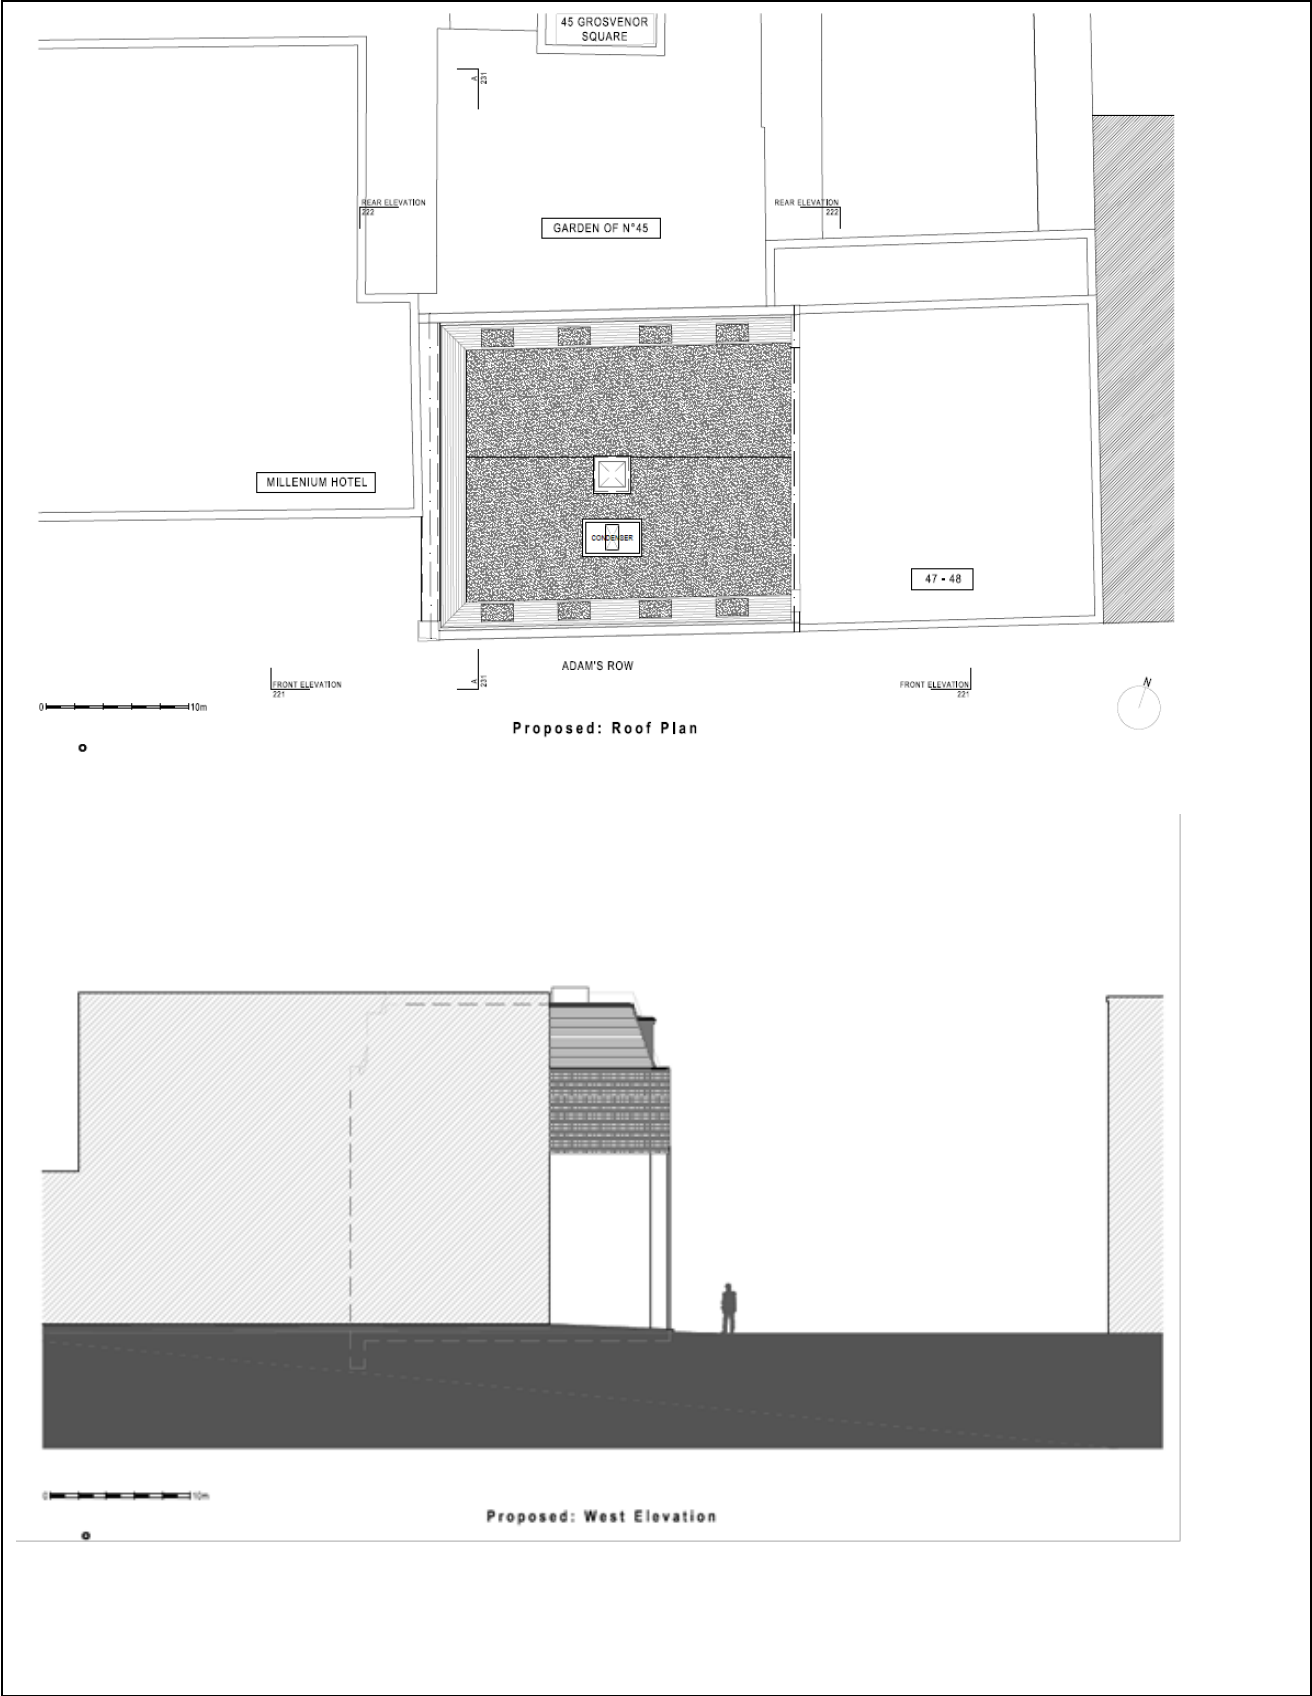 45 GROSVENOR
SQUARE
A
231
REAR ELEVATION
222
REAR ELEVATION
222
GARDEN OF N°45
MILLENIUM HOTEL
CONDENSER
47 - 48
ADAM'S ROW
A
231
FRONT ELEVATION
221
FRONT ELEVATION
221
N
0 10m
Proposed: Roof Plan
0 10m
Proposed: West Elevation